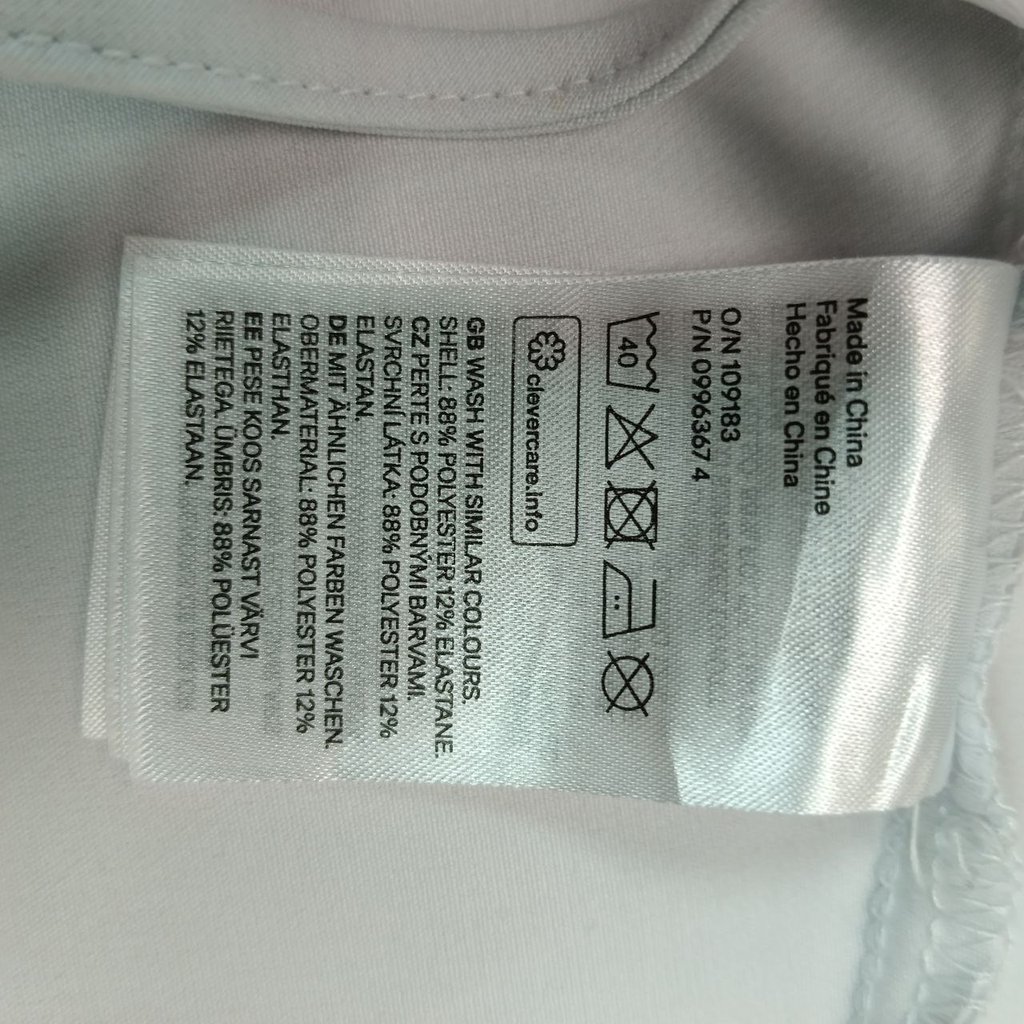 Made in China
Fabriqué en Chine
Hecho en China
O/N 109183
P/N 0996367 4
40
clevercare.info
GB WASH WITH SIMILAR COLOURS.
SHELL: 88% POLYESTER 12% ELASTANE.
CZ PERTE S PODOBNÝMI BARVAMI.
SVRCHNÍ LÁTKA: 88% POLYESTER 12%
ELASTAN.
DE MIT ÄHNLICHEN FARBEN WASCHEN.
OBERMATERIAL: 88% POLYESTER 12%
ELASTHAN.
EE PESE KOOS SARNAST VÄRVI
RIIETEGA. ÜMBRIS: 88% POLÜESTER
12% ELASTAAN.